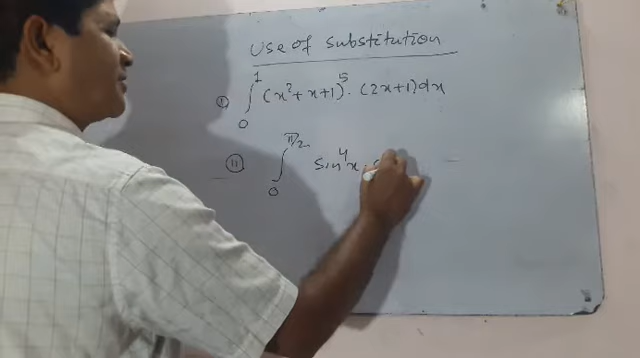 Use of substitution
(i) ∫₀¹ (x²+x+1)⁵ · (2x+1)dx
(ii) ∫₀^{π/2} sin⁴x ·